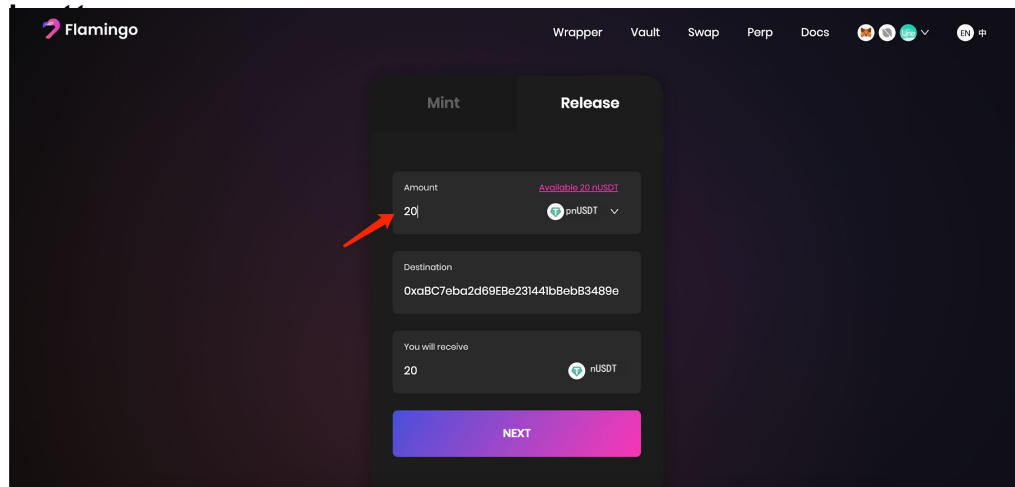 Flamingo
Wrapper Vault Swap Perp Docs EN 中
Mint Release
Amount Available 20 nUSDT
20 pnUSDT
Destination
0xaBC7eba2d69EBe231441bBebB3489e
You will receive
20 nUSDT
NEXT